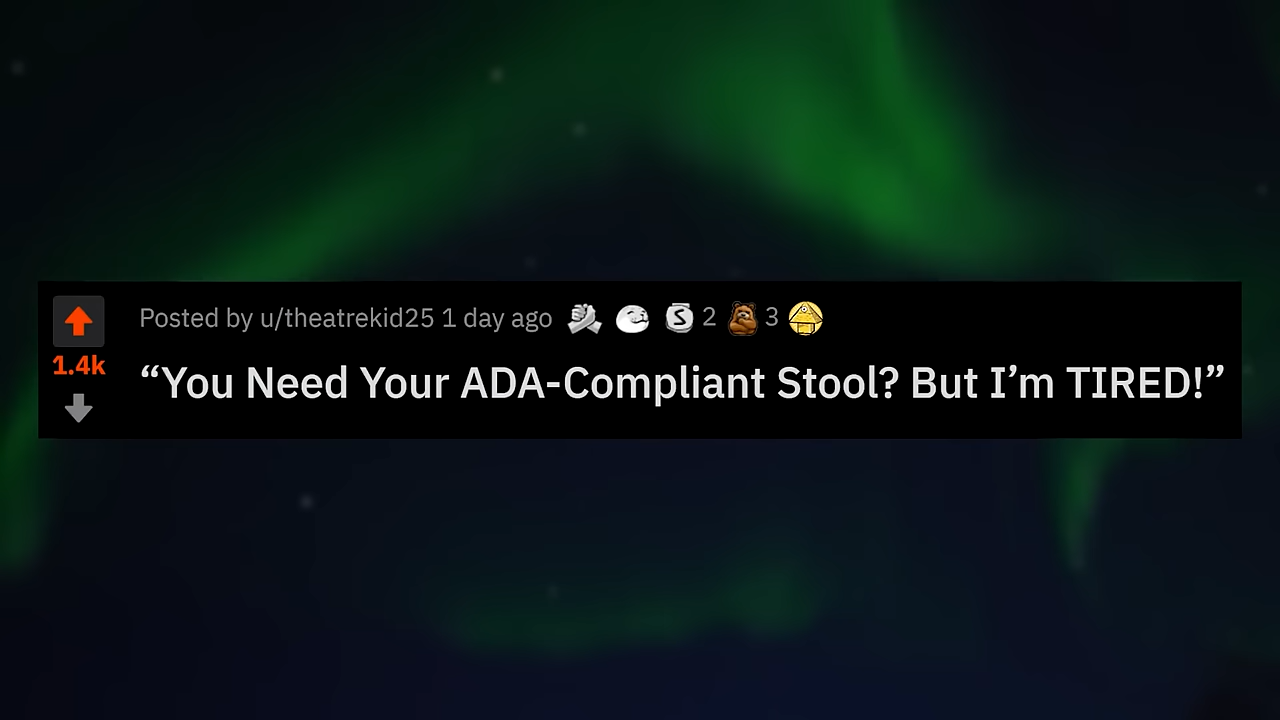 Posted by u/theatrekid25 1 day ago S 2 3
1.4k
“You Need Your ADA-Compliant Stool? But I’m TIRED!”